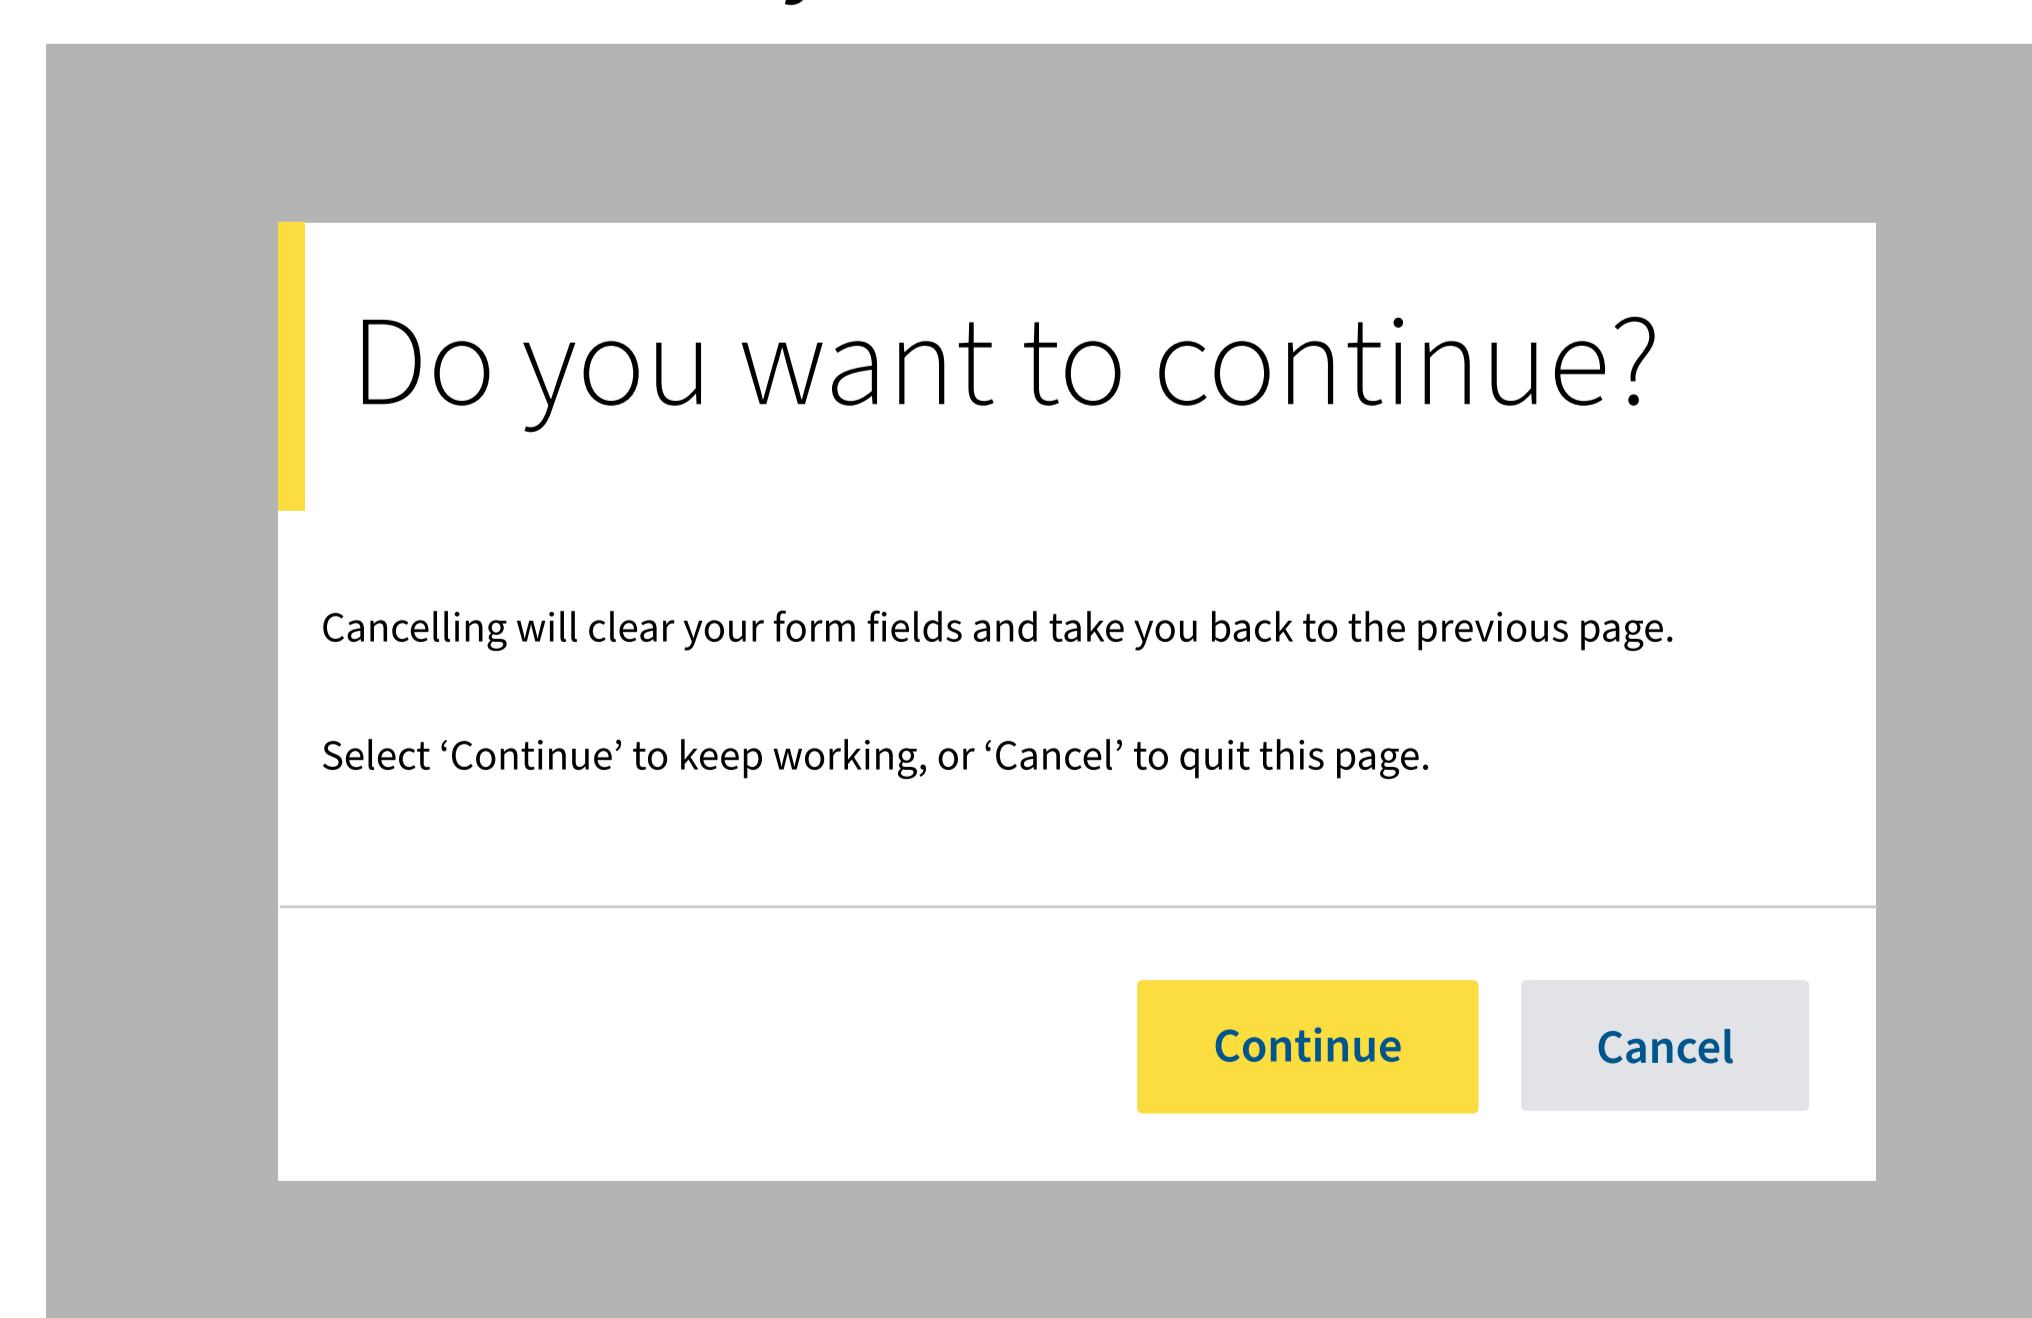 Do you want to continue?
Cancelling will clear your form fields and take you back to the previous page.
Select ‘Continue’ to keep working, or ‘Cancel’ to quit this page.
Continue
Cancel